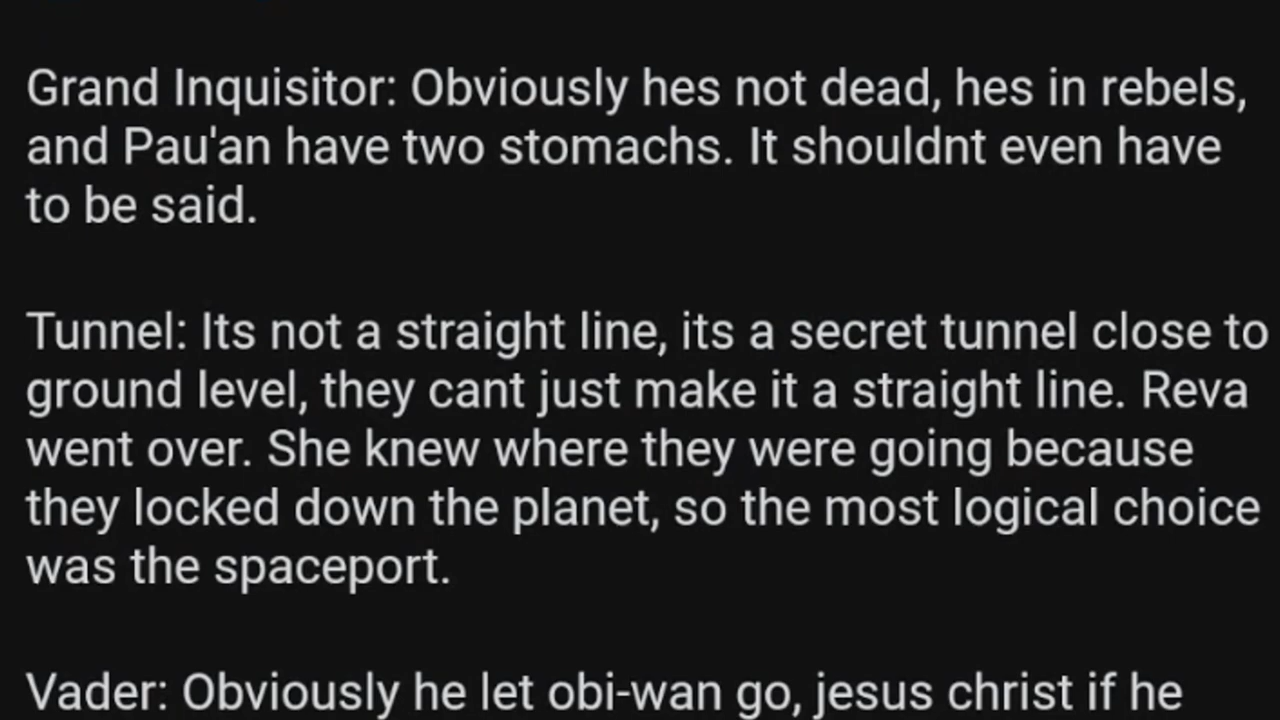 Grand Inquisitor: Obviously hes not dead, hes in rebels,
and Pau'an have two stomachs. It shouldnt even have
to be said.
Tunnel: Its not a straight line, its a secret tunnel close to
ground level, they cant just make it a straight line. Reva
went over. She knew where they were going because
they locked down the planet, so the most logical choice
was the spaceport.
Vader: Obviously he let obi-wan go, jesus christ if he